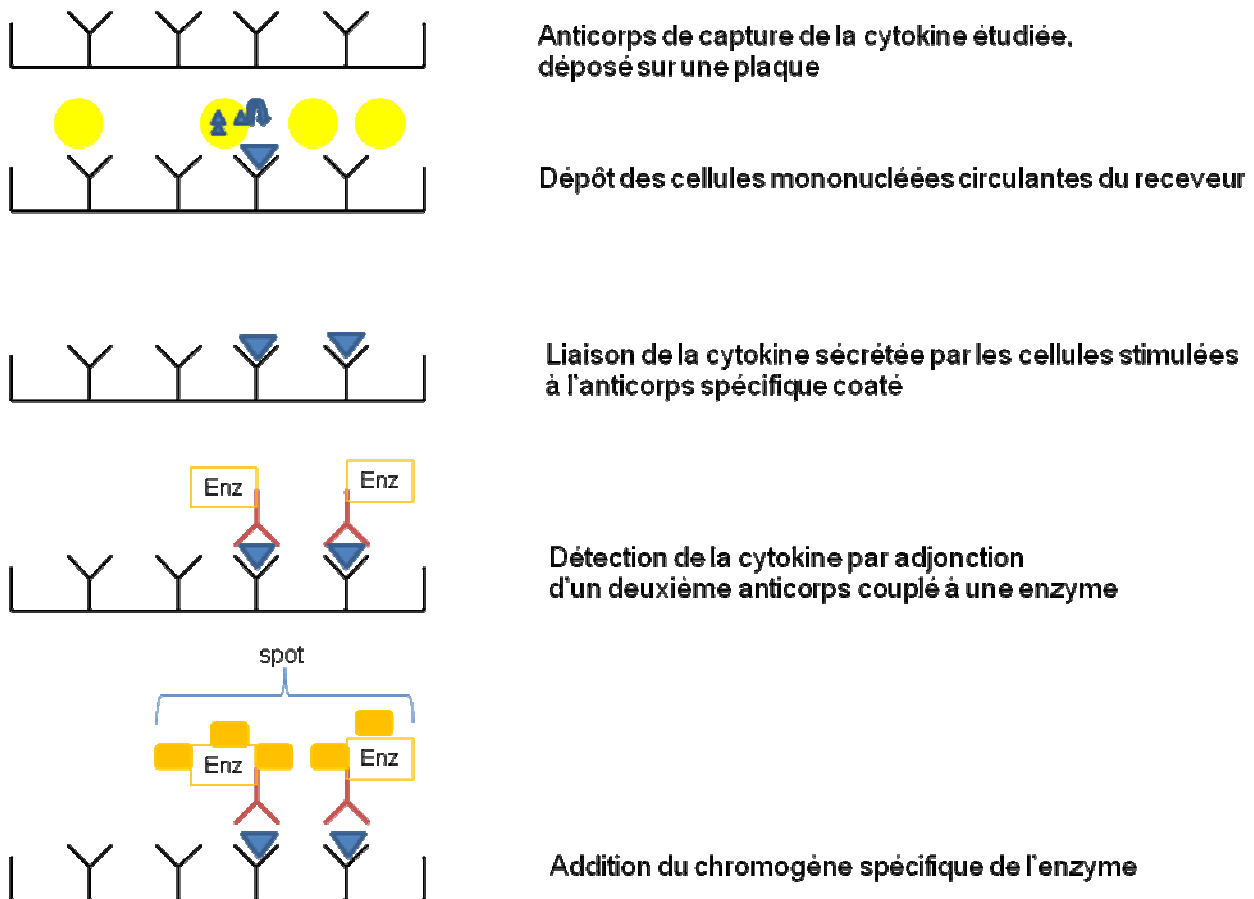 Anticorps de capture de la cytokine étudiée,
déposé sur une plaque
Dépôt des cellules mononucléées circulantes du receveur
Liaison de la cytokine sécrétée par les cellules stimulées
à l'anticorps spécifique coaté
Enz
Enz
Détection de la cytokine par adjonction
d'un deuxième anticorps couplé à une enzyme
spot
Enz
Enz
Addition du chromogène spécifique de l'enzyme